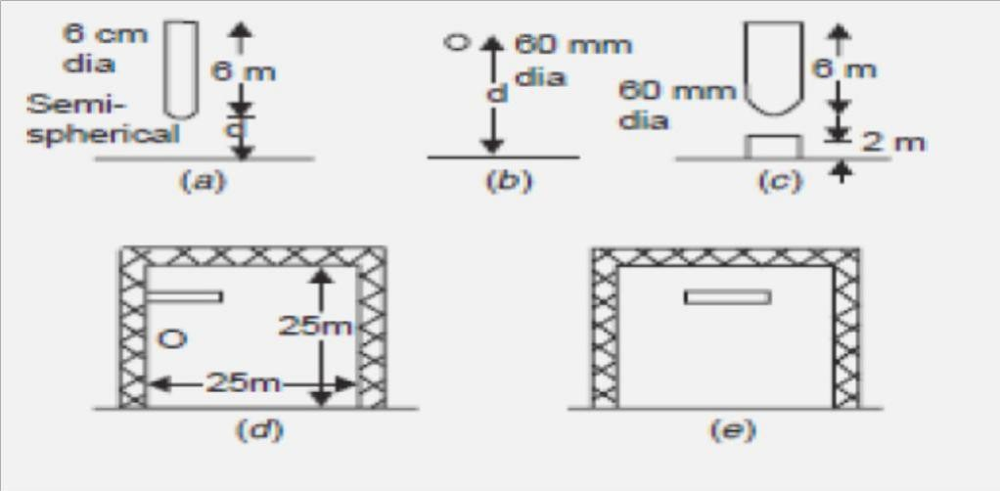 6 cm
dia
6 m
Semi-
spherical
d
(a)
60 mm
dia
d
(b)
6 m
60 mm
dia
2 m
(c)
25m
25m
(d)
(e)